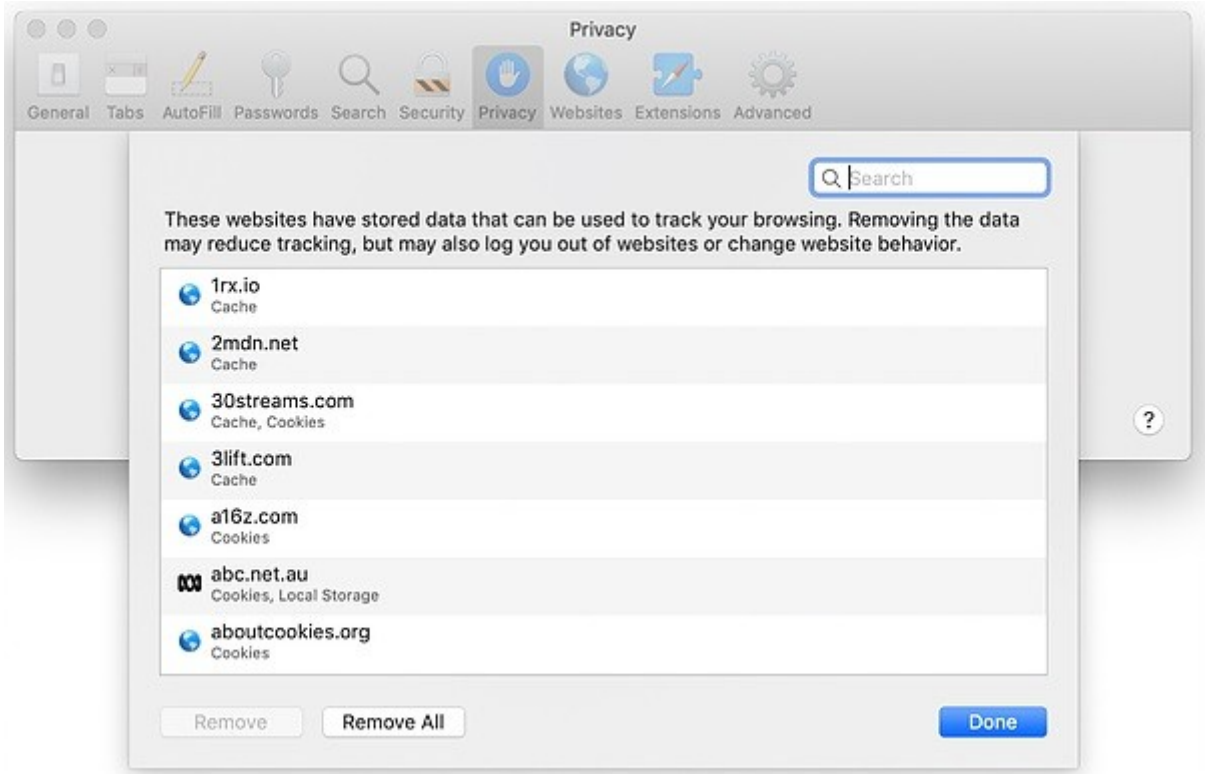 Privacy
General Tabs AutoFill Passwords Search Security Privacy Websites Extensions Advanced
Search
These websites have stored data that can be used to track your browsing. Removing the data
may reduce tracking, but may also log you out of websites or change website behavior.
1rx.io
Cache
2mdn.net
Cache
30streams.com
Cache, Cookies
3lift.com
Cache
a16z.com
Cookies
abc.net.au
Cookies, Local Storage
aboutcookies.org
Cookies
?
Remove Remove All Done